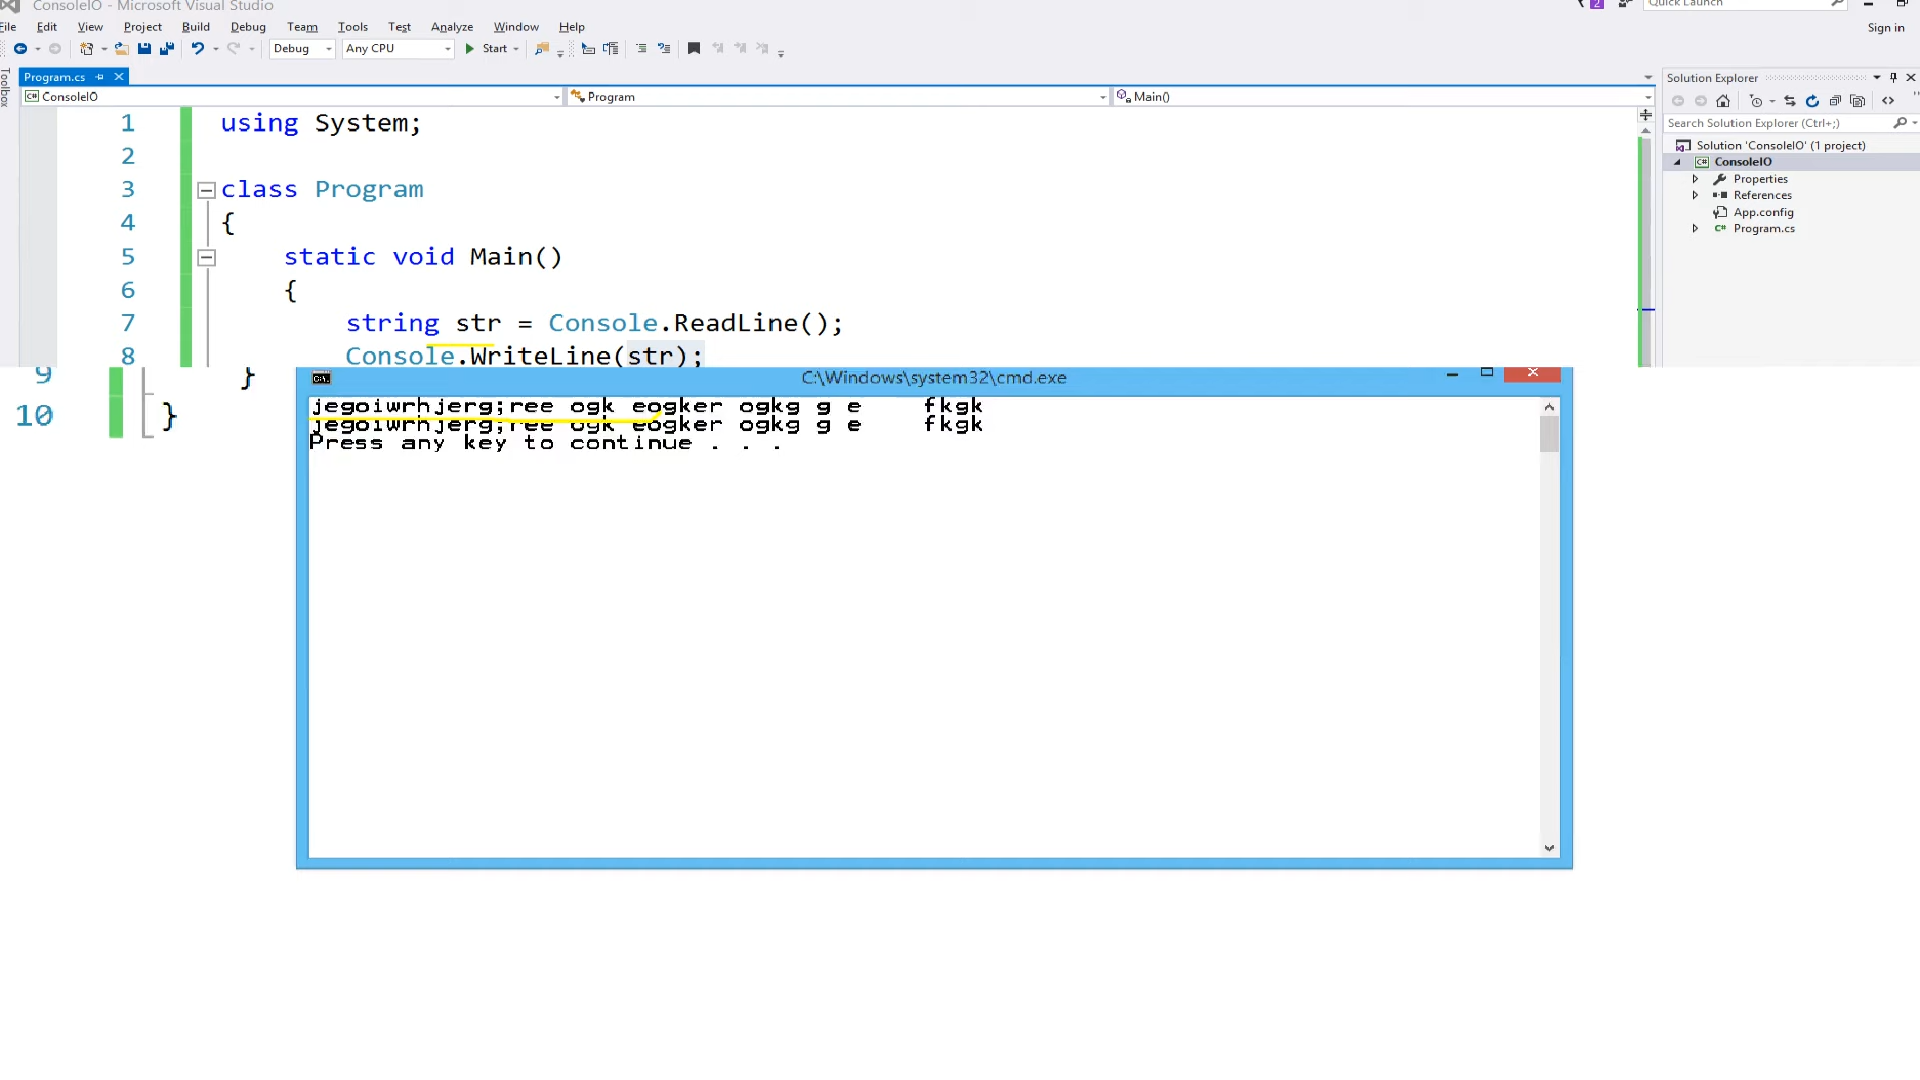 ConsoleIO - Microsoft Visual Studio
2
Quick Launch
File Edit View Project Build Debug Team Tools Test Analyze Window Help
Sign in
Debug Any CPU Start
Toolbox
Program.cs
ConsoleIO Program Main()
1 using System;
2
3 class Program
4 {
5 static void Main()
6 {
7 string str = Console.ReadLine();
8 Console.WriteLine(str);
9 }
10 }
Solution Explorer
Search Solution Explorer (Ctrl+;)
Solution 'ConsoleIO' (1 project)
C# ConsoleIO
Properties
References
App.config
C# Program.cs
C:\Windows\system32\cmd.exe
jegoiwrhjerg;ree ogk eogker ogkg g e    fkgk
jegoiwrhjerg;ree ogk eogker ogkg g e    fkgk
Press any key to continue . . .